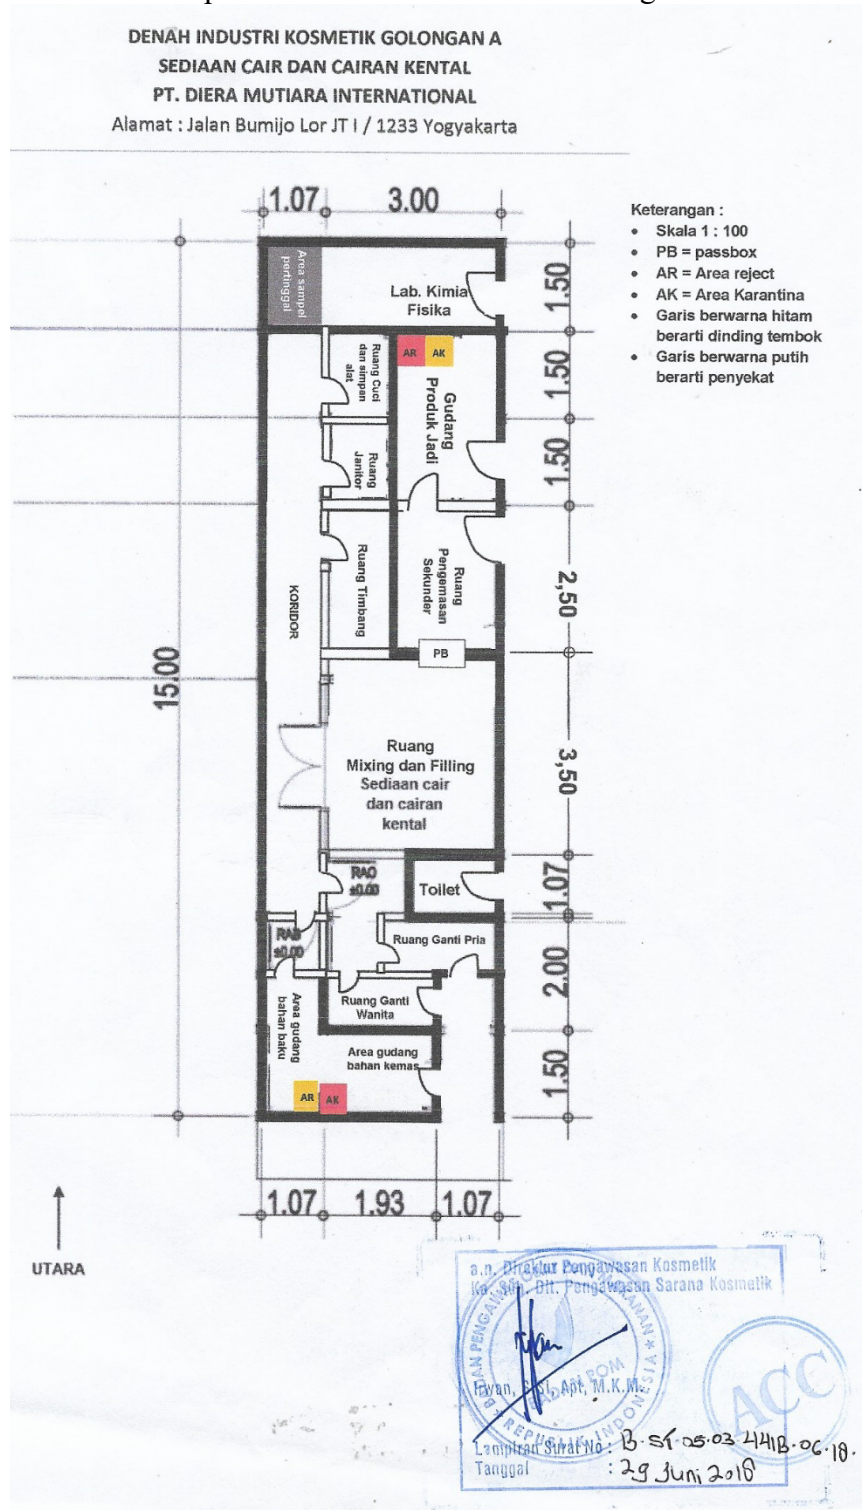 DENAH INDUSTRI KOSMETIK GOLONGAN A
SEDIAAN CAIR DAN CAIRAN KENTAL
PT. DIERA MUTIARA INTERNATIONAL
Alamat : Jalan Bumijo Lor JT I / 1233 Yogyakarta
1.07
3.00
Keterangan :
• Skala 1 : 100
• PB = passbox
• AR = Area reject
• AK = Area Karantina
• Garis berwarna hitam
berarti dinding tembok
• Garis berwarna putih
berarti penyekat
Area sampel
pertinggal
Lab. Kimia
Fisika
1.50
Ruang Cuci
dan simpan
alat
AR
AK
Gudang
Produk Jadi
1.50
Ruang
Janitor
1.50
Ruang Timbang
Ruang
Pengemasan
Sekunder
2,50
KORIDOR
PB
15.00
Ruang
Mixing dan Filling
Sediaan cair
dan cairan
kental
3,50
RAO
±0.00
Toilet
1.07
RAB
±0.00
Ruang Ganti Pria
2.00
Ruang Ganti
Wanita
Area gudang
bahan baku
Area gudang
bahan kemas
AR
AK
1.50
1.07
1.93
1.07
UTARA
a.n. Direktur Pengawasan Kosmetik
Dit. Pengawasan Sarana Kosmetik
BADAN POM
REPUBLIK INDONESIA
Irwan, S.Si, Apt, M.K.M.
ACC
Lampiran Surat No :
Tanggal : 29 Juni 2018